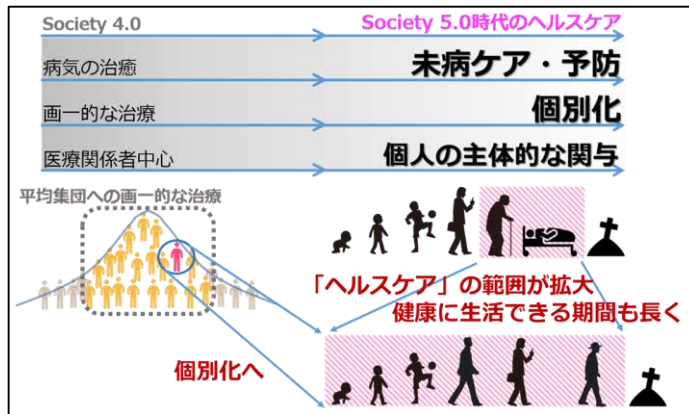 Society 4.0
Society 5.0時代のヘルスケア
病気の治癒
未病ケア・予防
画一的な治療
個別化
医療関係者中心
個人の主体的な関与
平均集団への画一的な治療
「ヘルスケア」の範囲が拡大
健康に生活できる期間も長く
個別化へ